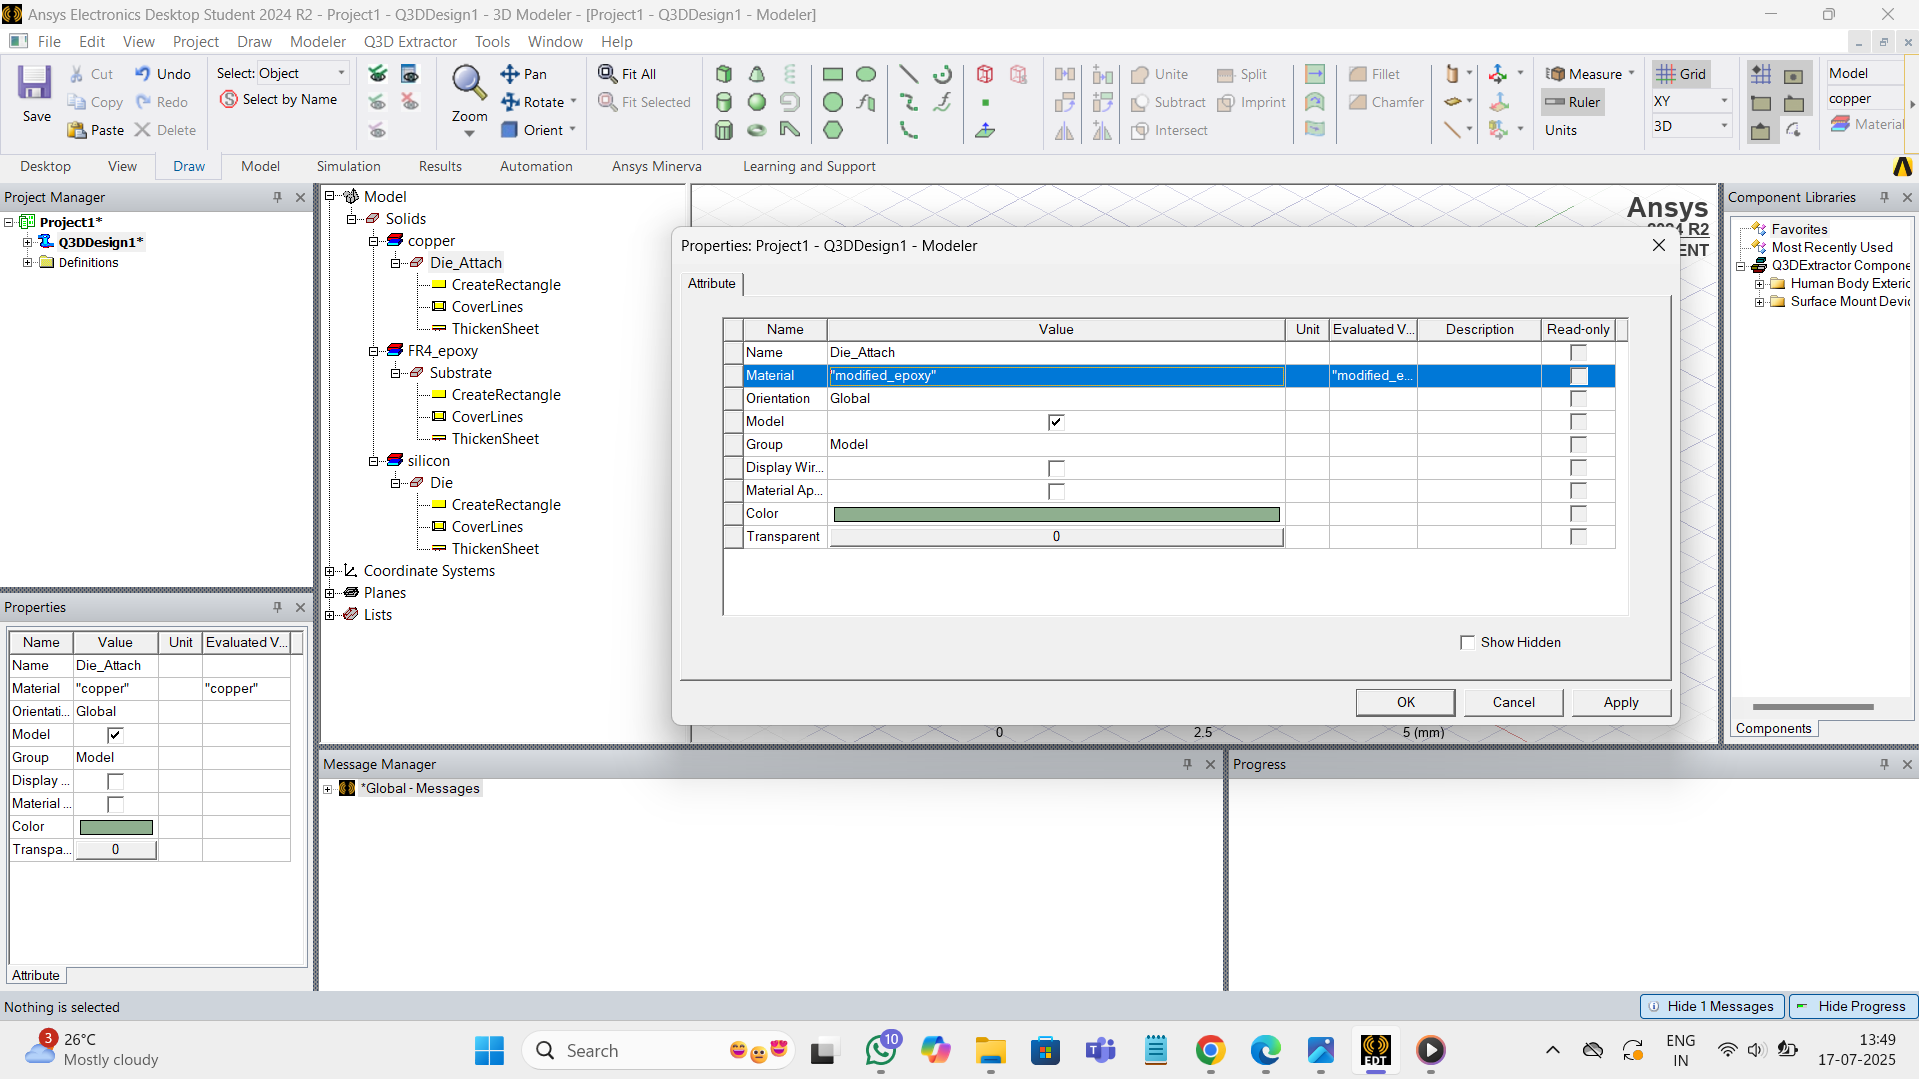 Ansys Electronics Desktop Student 2024 R2 - Project1 - Q3DDesign1 - 3D Modeler - [Project1 - Q3DDesign1 - Modeler]
File Edit View Project Draw Modeler Q3D Extractor Tools Window Help
Save
Cut Undo
Copy Redo
Paste Delete
Select: Object
Select by Name
Zoom
Pan
Rotate
Orient
Fit All
Fit Selected
Unite Split
Subtract Imprint
Intersect
Fillet
Chamfer
Measure
Ruler
Units
Grid
XY
3D
Model
copper
Material
Desktop View Draw Model Simulation Results Automation Ansys Minerva Learning and Support
Project Manager
Project1*
Q3DDesign1*
Definitions
Model
Solids
copper
Die_Attach
CreateRectangle
CoverLines
ThickenSheet
FR4_epoxy
Substrate
CreateRectangle
CoverLines
ThickenSheet
silicon
Die
CreateRectangle
CoverLines
ThickenSheet
Coordinate Systems
Planes
Lists
Ansys
2024 R2
ENT
Properties: Project1 - Q3DDesign1 - Modeler
Attribute
Name Value Unit Evaluated V... Description Read-only
Name Die_Attach
Material "modified_epoxy" "modified_e...
Orientation Global
Model
Group Model
Display Wir...
Material Ap...
Color
Transparent 0
Show Hidden
OK Cancel Apply
0 2.5 5 (mm)
Component Libraries
Favorites
Most Recently Used
Q3DExtractor Compone
Human Body Exteric
Surface Mount Devi
Components
Properties
Name Value Unit Evaluated V...
Name Die_Attach
Material "copper" "copper"
Orientati... Global
Model
Group Model
Display ...
Material ...
Color
Transpa... 0
Attribute
Message Manager
*Global - Messages
Progress
Nothing is selected
Hide 1 Messages Hide Progress
3
26°C
Mostly cloudy
Search
10
EDT
ENG
IN
13:49
17-07-2025